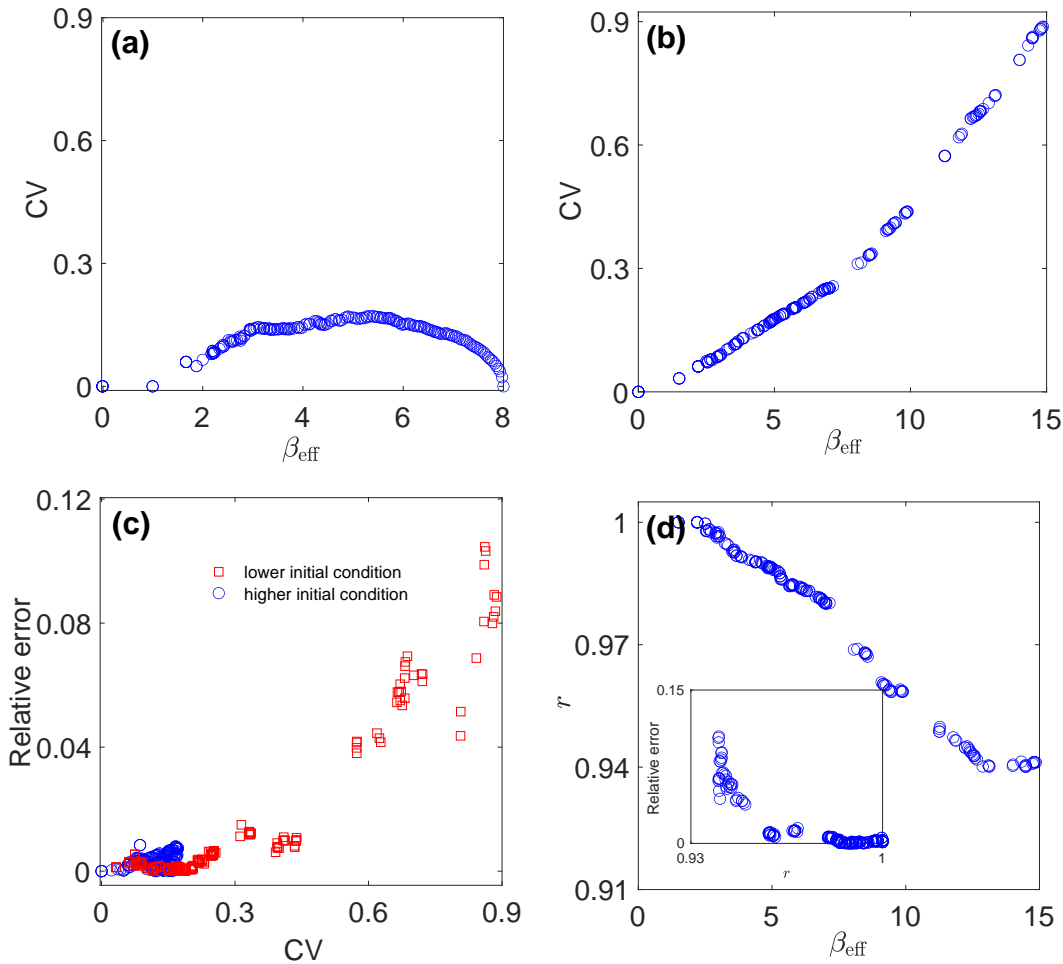 (a)
0.9
0.6
0.3
0
CV
0 2 4 6 8
β_eff
(b)
0.9
0.6
0.3
0
CV
0 5 10 15
β_eff
(c)
0.12
0.08
0.04
0
Relative error
lower initial condition
higher initial condition
0 0.3 0.6 0.9
CV
(d)
1
0.97
0.94
0.91
r
0.15
0
Relative error
0.93 1
r
0 5 10 15
β_eff